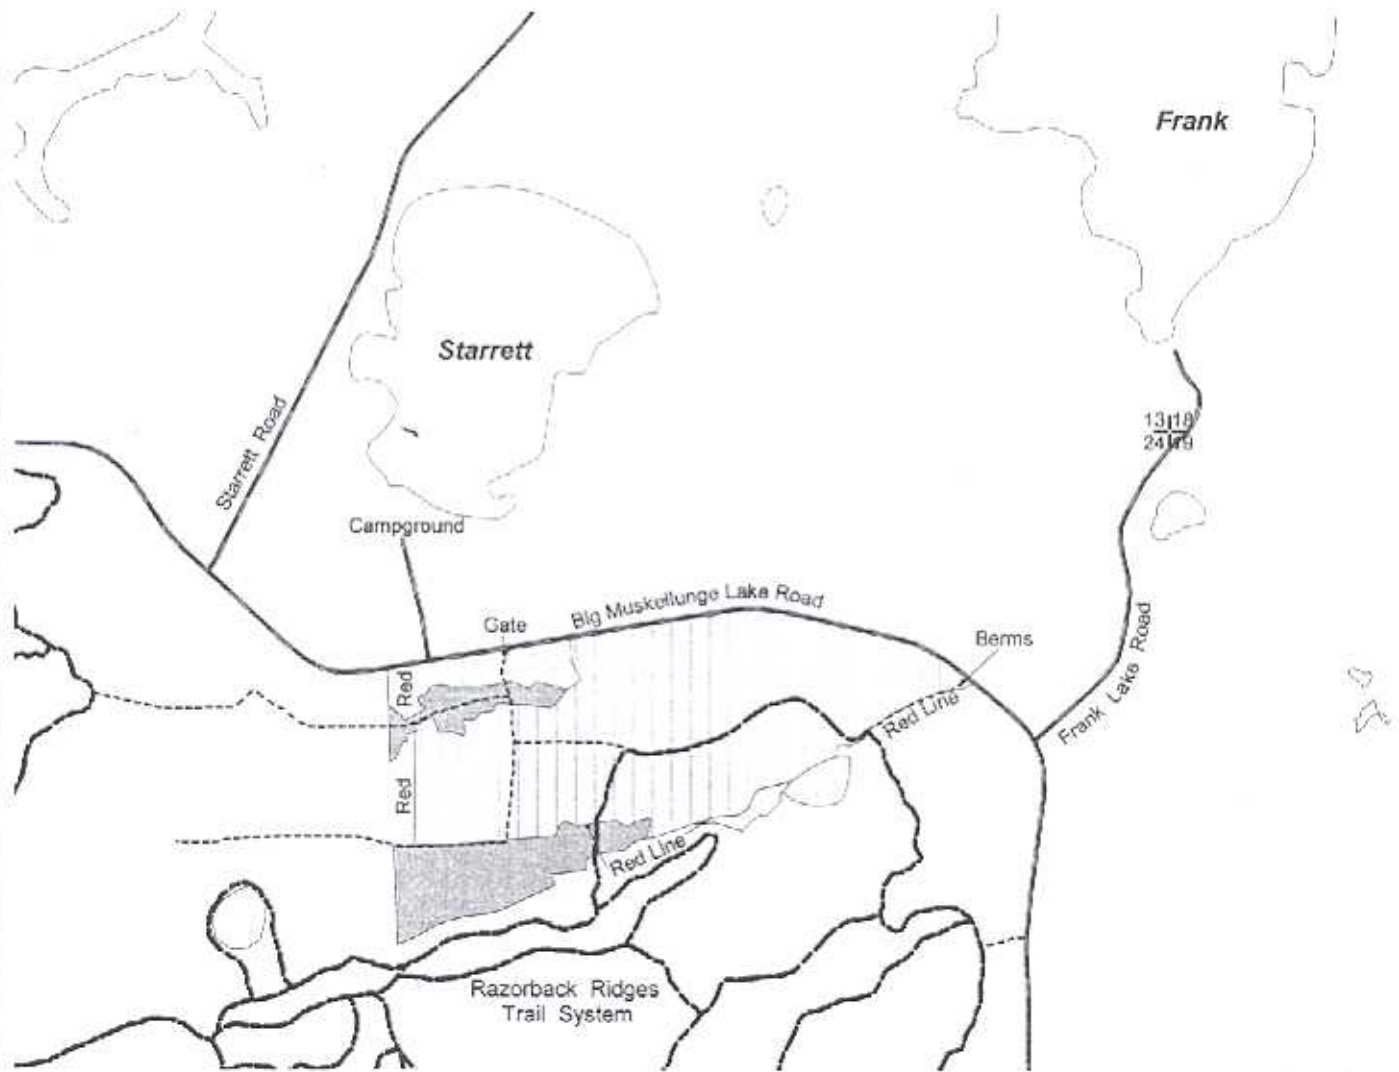 Frank
Starrett
Starrett Road
13 18
24 19
Campground
Gate
Big Muskellunge Lake Road
Berms
Red
Red Line
Frank Lake Road
Red
Red Line
Razorback Ridges
Trail System